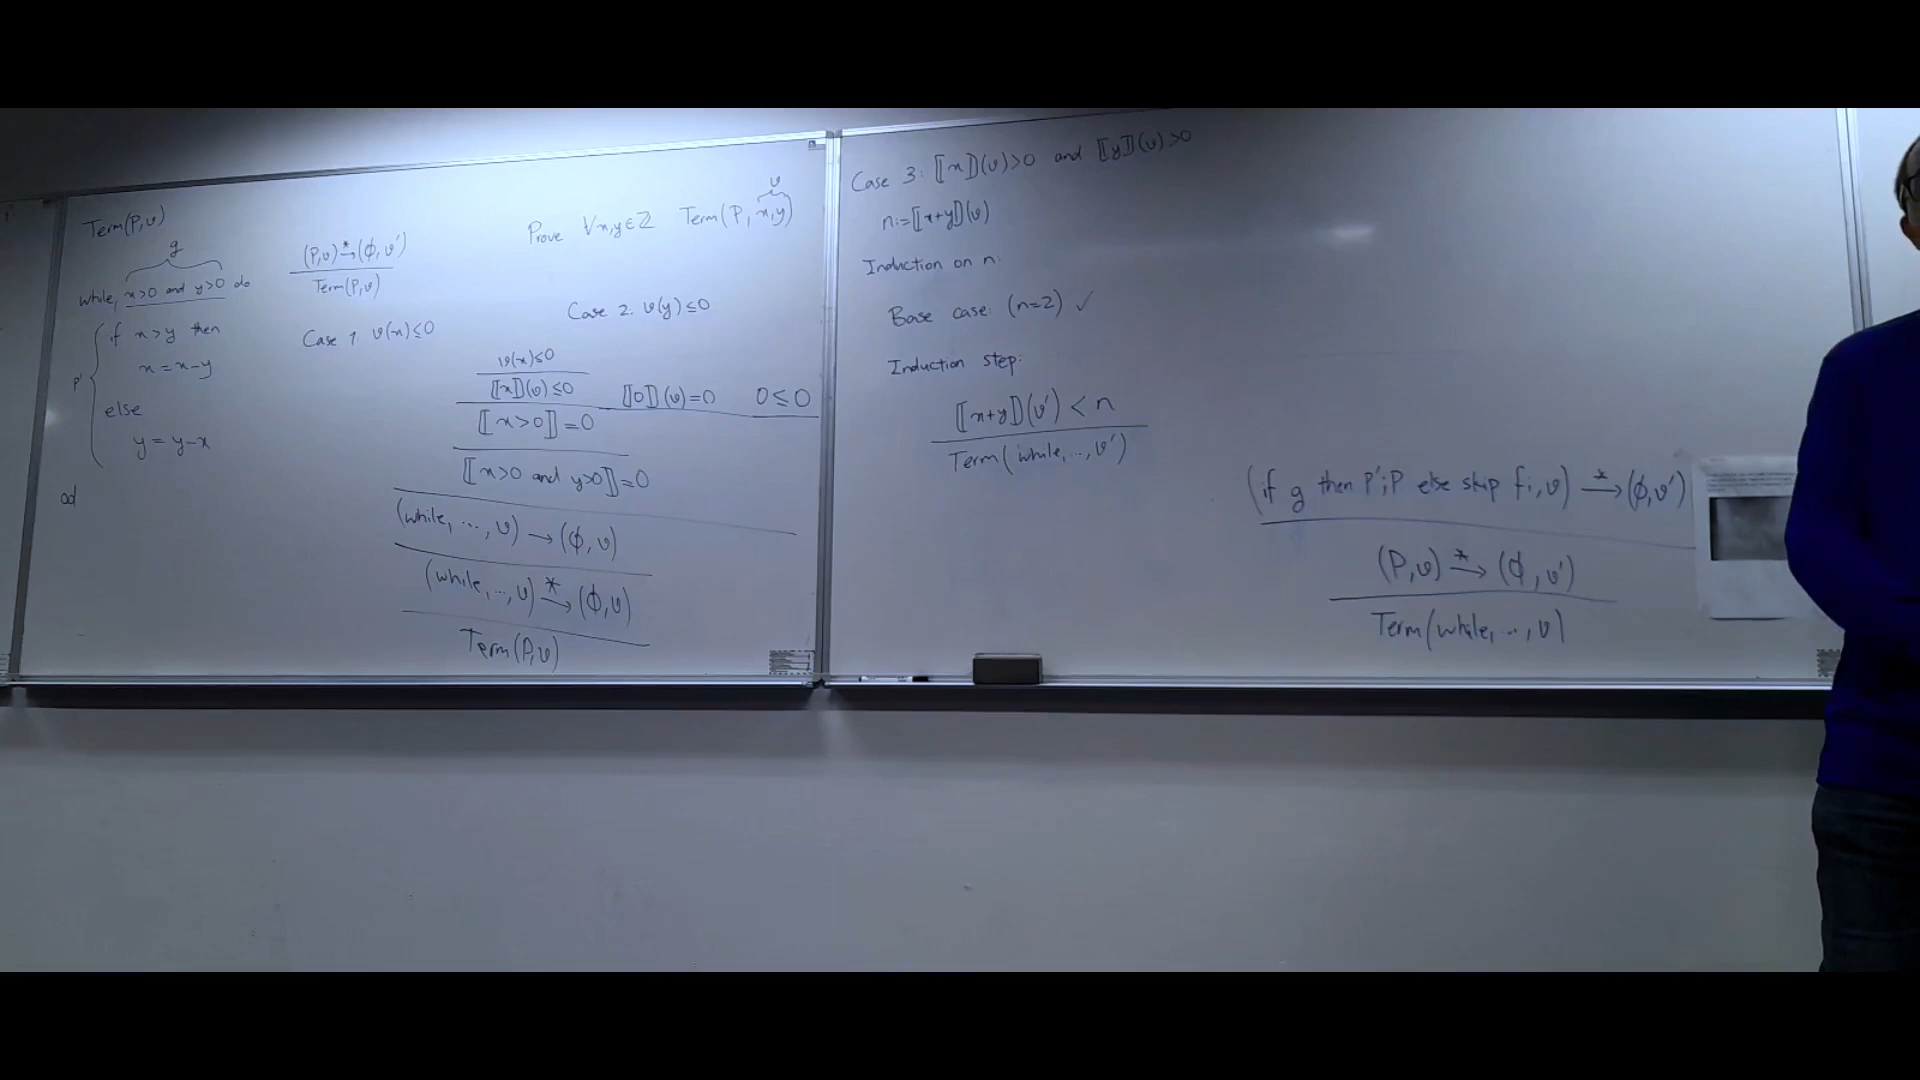 Term(P,v)
g
while x>0 and y>0 do
P' { if x>y then
x = x-y
else
y = y-x
od
(P,v) →* (∅,v')
Term(P,v)
Prove ∀x,y∈ℤ Term(P, x,y)
v
Case 1. v(x)≤0
Case 2. v(y)≤0
v(x)≤0
⟦x⟧(v)≤0 ⟦0⟧(v)=0 0≤0
⟦x>0⟧=0
⟦x>0 and y>0⟧=0
(while,...,v) → (∅,v)
(while,...,v) →* (∅,v)
Term(P,v)
Case 3: ⟦x⟧(v)>0 and ⟦y⟧(v)>0
n:=⟦x+y⟧(v)
Induction on n:
Base case: (n=2) ✓
Induction step:
⟦x+y⟧(v') < n
Term(while,..,v')
(if g then P';P else skip fi,v) →* (∅,v')
(P,v) →* (∅,v')
Term(while,..,v)